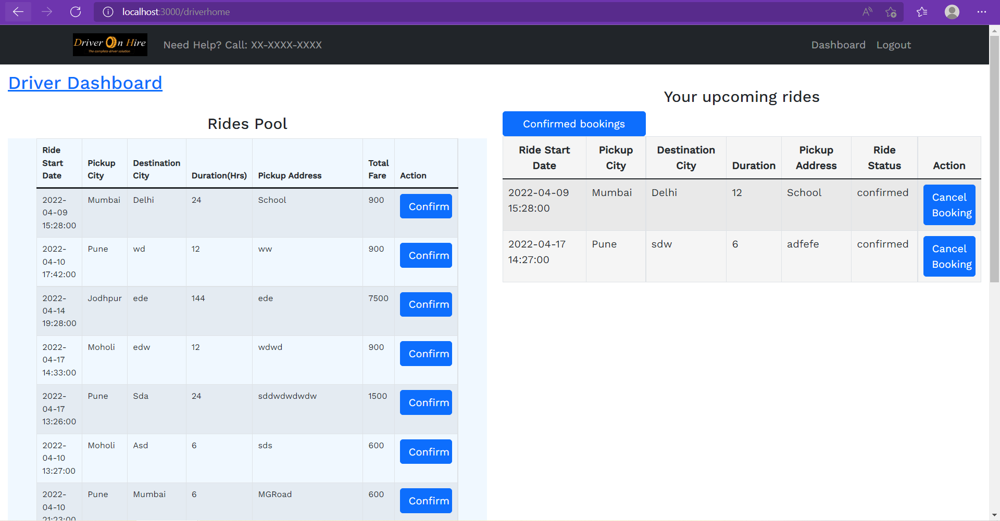 localhost:3000/driverhome
Driver On Hire
The complete driver solution
Need Help? Call: XX-XXXX-XXXX
Dashboard
Logout
Driver Dashboard
Rides Pool
Ride Start Date Pickup City Destination City Duration(Hrs) Pickup Address Total Fare Action
2022-04-09 15:28:00 Mumbai Delhi 24 School 900 Confirm
2022-04-10 17:42:00 Pune wd 12 ww 900 Confirm
2022-04-14 19:28:00 Jodhpur ede 144 ede 7500 Confirm
2022-04-17 14:33:00 Moholi edw 12 wdwd 900 Confirm
2022-04-17 13:26:00 Pune Sda 24 sddwdwdwdw 1500 Confirm
2022-04-10 13:27:00 Moholi Asd 6 sds 600 Confirm
2022-04-10 21:23:00 Pune Mumbai 6 MGRoad 600 Confirm
Your upcoming rides
Confirmed bookings
Ride Start Date Pickup City Destination City Duration Pickup Address Ride Status Action
2022-04-09 15:28:00 Mumbai Delhi 12 School confirmed Cancel Booking
2022-04-17 14:27:00 Pune sdw 6 adfefe confirmed Cancel Booking